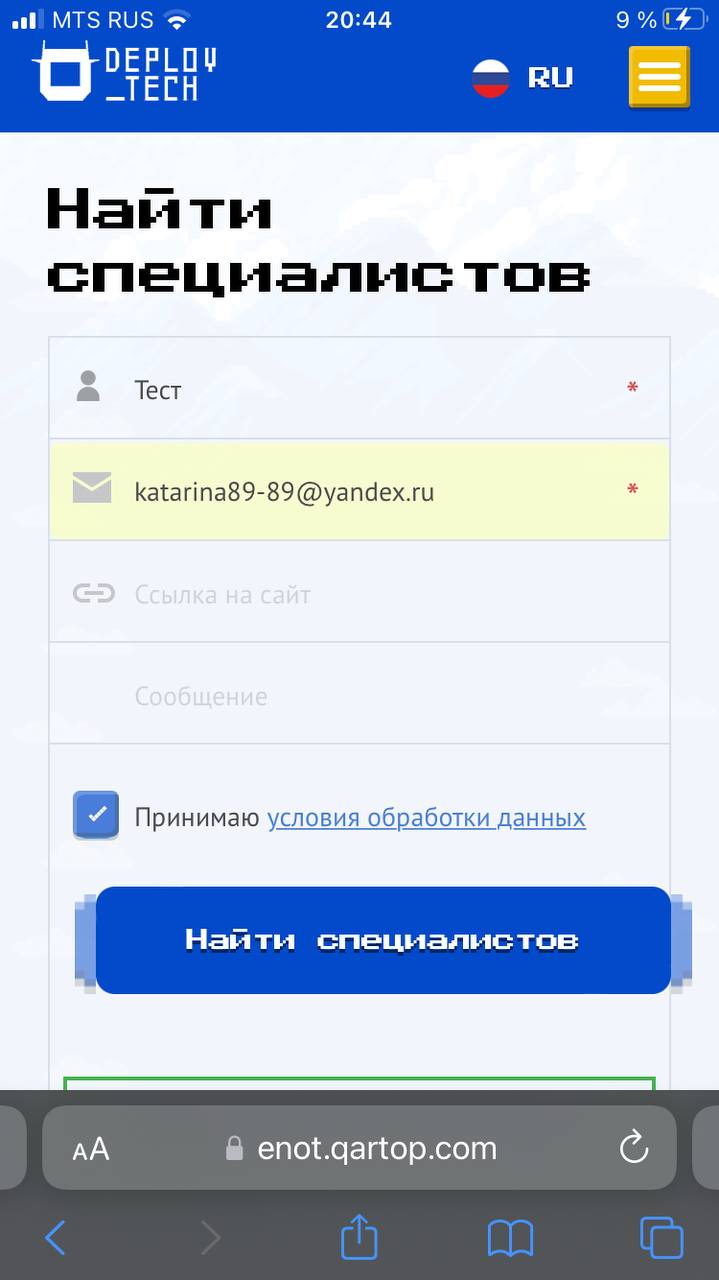 MTS RUS 20:44 9 %
DEPLOY
_TECH
RU
Найти
специалистов
Тест *
katarina89-89@yandex.ru *
Ссылка на сайт
Сообщение
Принимаю условия обработки данных
Найти специалистов
AA enot.qartop.com